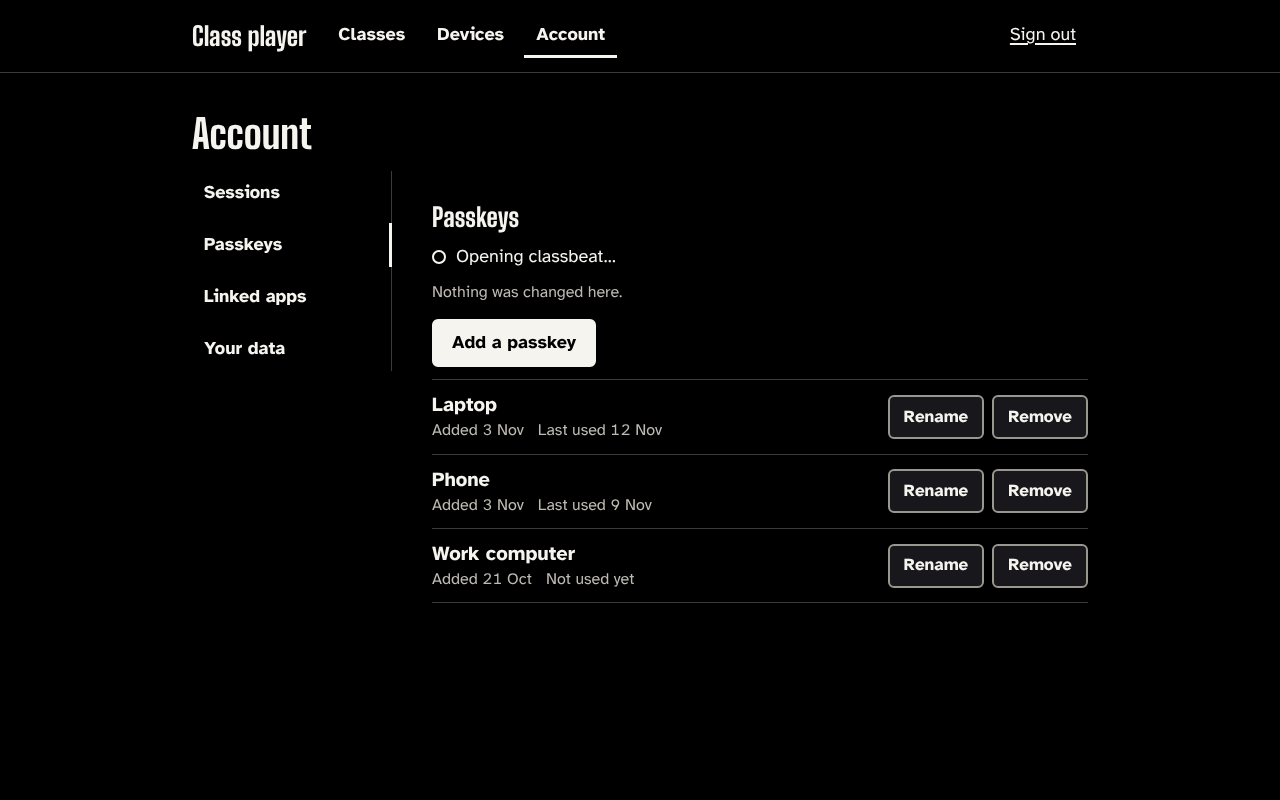 Class player
Classes
Devices
Account
Sign out
Account
Sessions
Passkeys
Linked apps
Your data
Passkeys
Opening classbeat…
Nothing was changed here.
Add a passkey
Laptop
Added 3 Nov Last used 12 Nov
Rename
Remove
Phone
Added 3 Nov Last used 9 Nov
Rename
Remove
Work computer
Added 21 Oct Not used yet
Rename
Remove